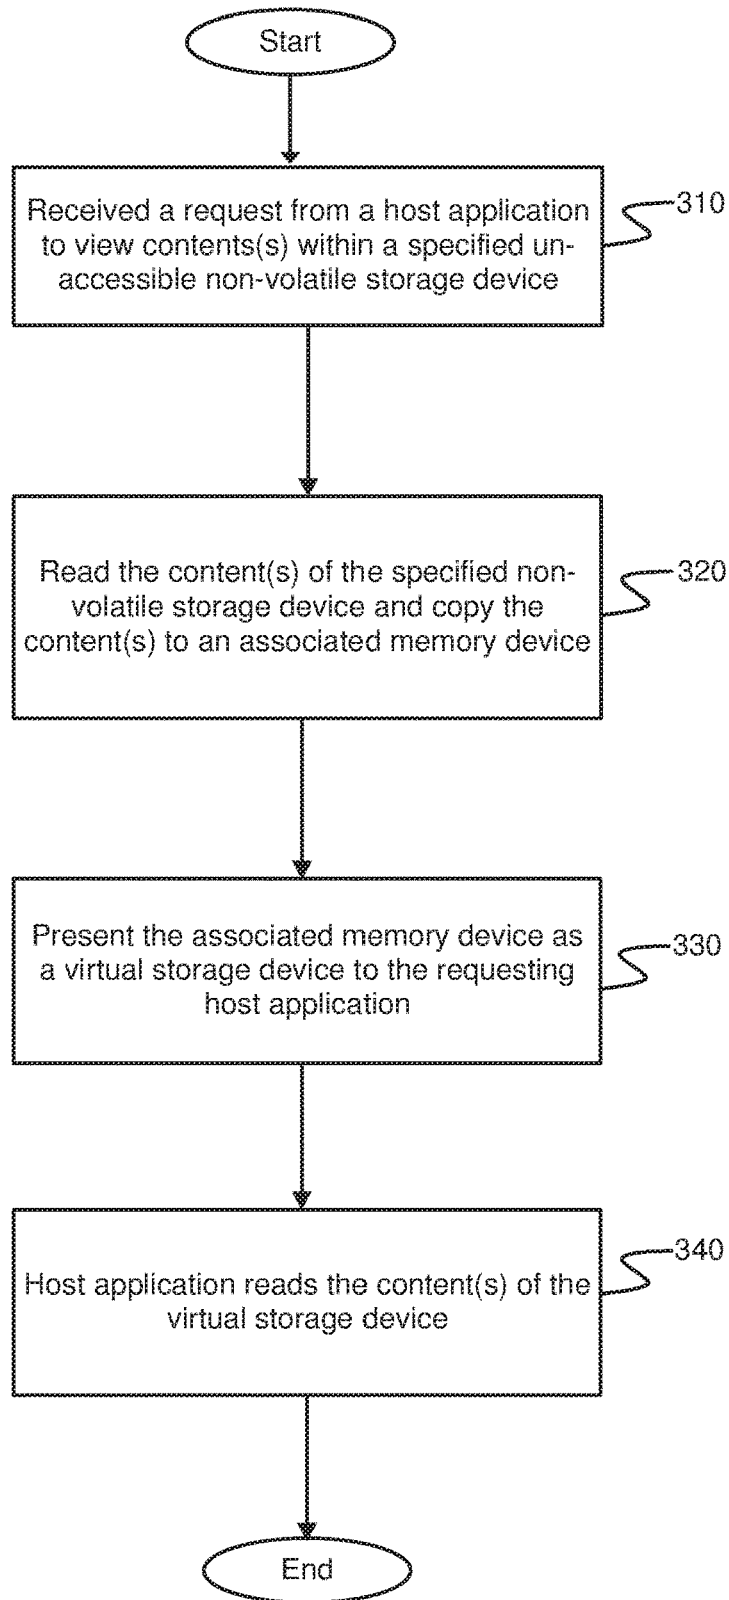 Start
Received a request from a host application
to view contents(s) within a specified un-
accessible non-volatile storage device
310
Read the content(s) of the specified non-
volatile storage device and copy the
content(s) to an associated memory device
320
Present the associated memory device as
a virtual storage device to the requesting
host application
330
Host application reads the content(s) of the
virtual storage device
340
End